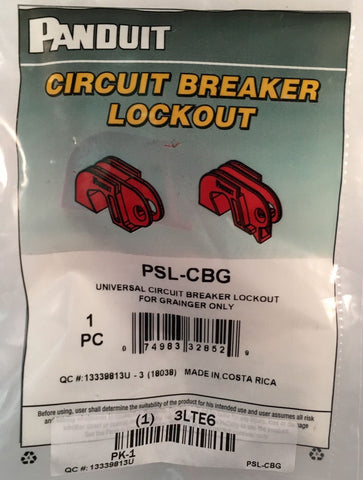 PANDUIT
CIRCUIT BREAKER
LOCKOUT
PANDUIT
PSL-CBG
UNIVERSAL CIRCUIT BREAKER LOCKOUT
FOR GRAINGER ONLY
1
PC
0 74983 32852 9
QC #:13339813U - 3 (18038) MADE IN COSTA RICA
Before using, user shall determine the suitability of the product for his intended use and user assumes all risk
and
(1) 3LTE6
PK-1
QC #:13339813U
PSL-CBG